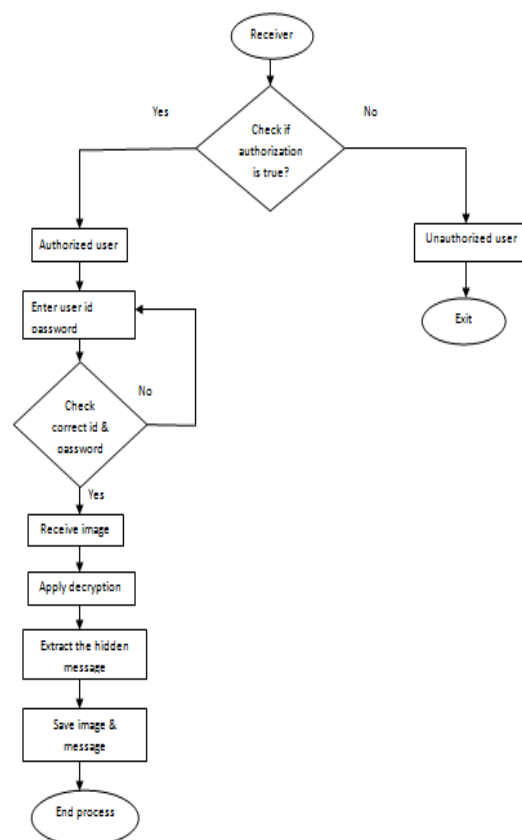 Receiver
Yes
No
Check if
authorization
is true?
Authorized user
Unauthorized user
Enter user id
password
Exit
No
Check
correct id &
password
Yes
Receive image
Apply decryption
Extract the hidden
message
Save image &
message
End process